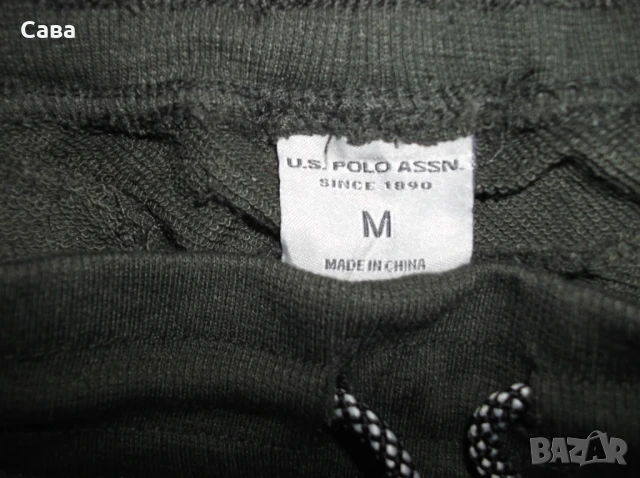 Сава
U.S. POLO ASSN.
SINCE 1890
M
MADE IN CHINA
BAZAR